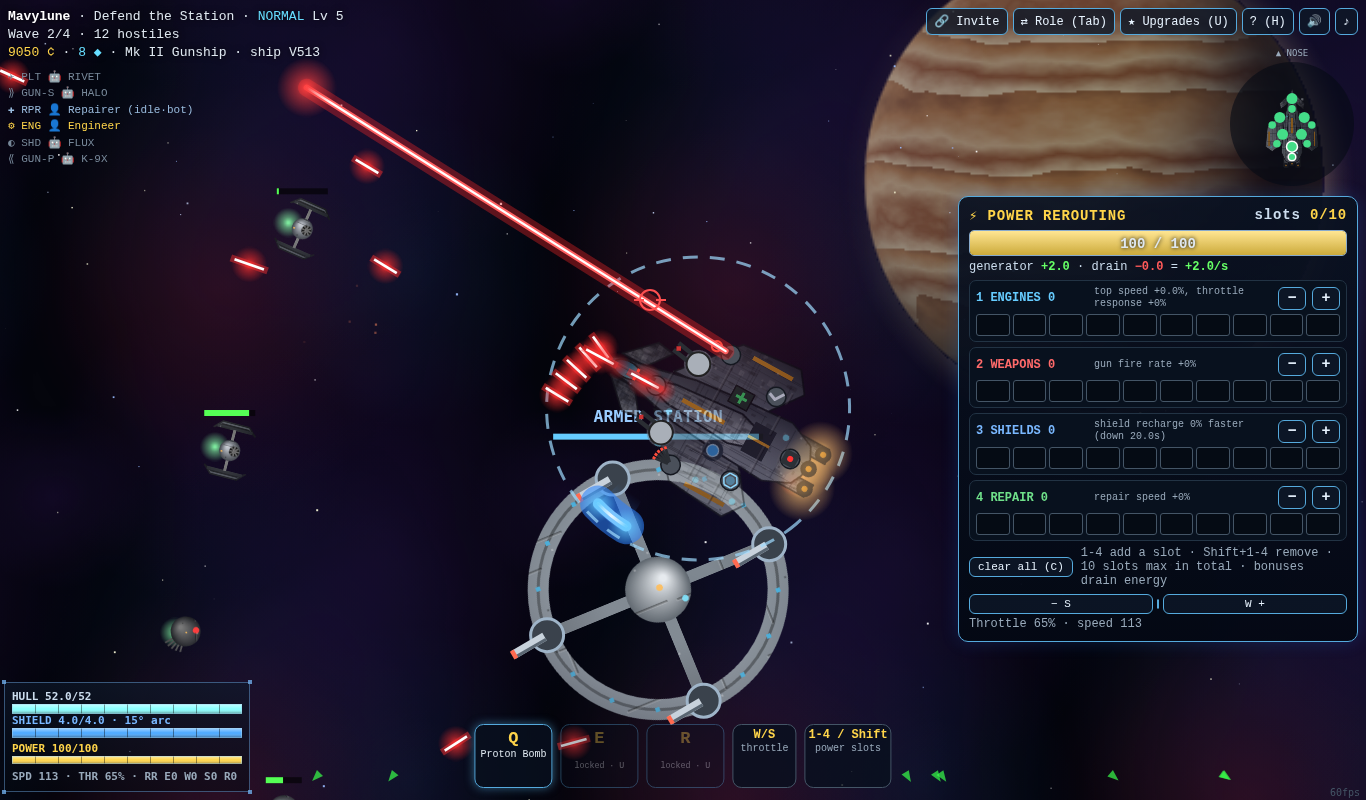 Mavylune · Defend the Station · NORMAL Lv 5
Wave 2/4 · 12 hostiles
9050 ¢ · 8 ◆ · Mk II Gunship · ship V513
PLT 🤖 RIVET
⟫ GUN-S 🤖 HALO
✚ RPR 👤 Repairer (idle·bot)
⚙ ENG 👤 Engineer
◐ SHD 🤖 FLUX
⟪ GUN-P 🤖 K-9X
🔗 Invite
⇄ Role (Tab)
★ Upgrades (U)
? (H)
🔊
♪
▲ NOSE
⚡ POWER REROUTING slots 0/10
100 / 100
generator +2.0 · drain −0.0 = +2.0/s
1 ENGINES 0 top speed +0.0%, throttle
response +0%
− +
2 WEAPONS 0 gun fire rate +0%
− +
3 SHIELDS 0 shield recharge 0% faster
(down 20.0s)
− +
4 REPAIR 0 repair speed +0%
− +
clear all (C)
1-4 add a slot · Shift+1-4 remove ·
10 slots max in total · bonuses
drain energy
− S
W +
Throttle 65% · speed 113
ARMED STATION
HULL 52.0/52
SHIELD 4.0/4.0 · 15° arc
POWER 100/100
SPD 113 · THR 65% · RR E0 W0 S0 R0
Q
Proton Bomb
E
locked · U
R
locked · U
W/S
throttle
1-4 / Shift
power slots
60fps